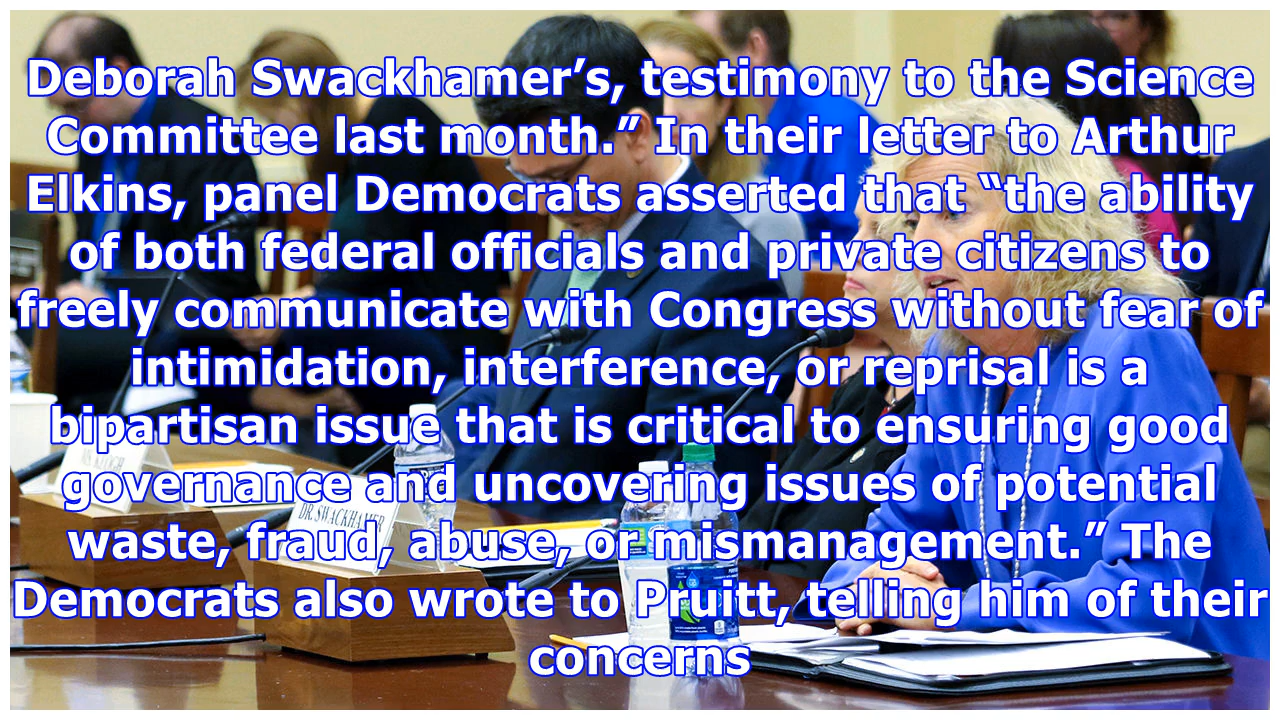 Deborah Swackhamer’s, testimony to the Science
Committee last month.” In their letter to Arthur
Elkins, panel Democrats asserted that “the ability
of both federal officials and private citizens to
freely communicate with Congress without fear of
intimidation, interference, or reprisal is a
bipartisan issue that is critical to ensuring good
governance and uncovering issues of potential
waste, fraud, abuse, or mismanagement.” The
Democrats also wrote to Pruitt, telling him of their
concerns
DR. SWACKHAMER